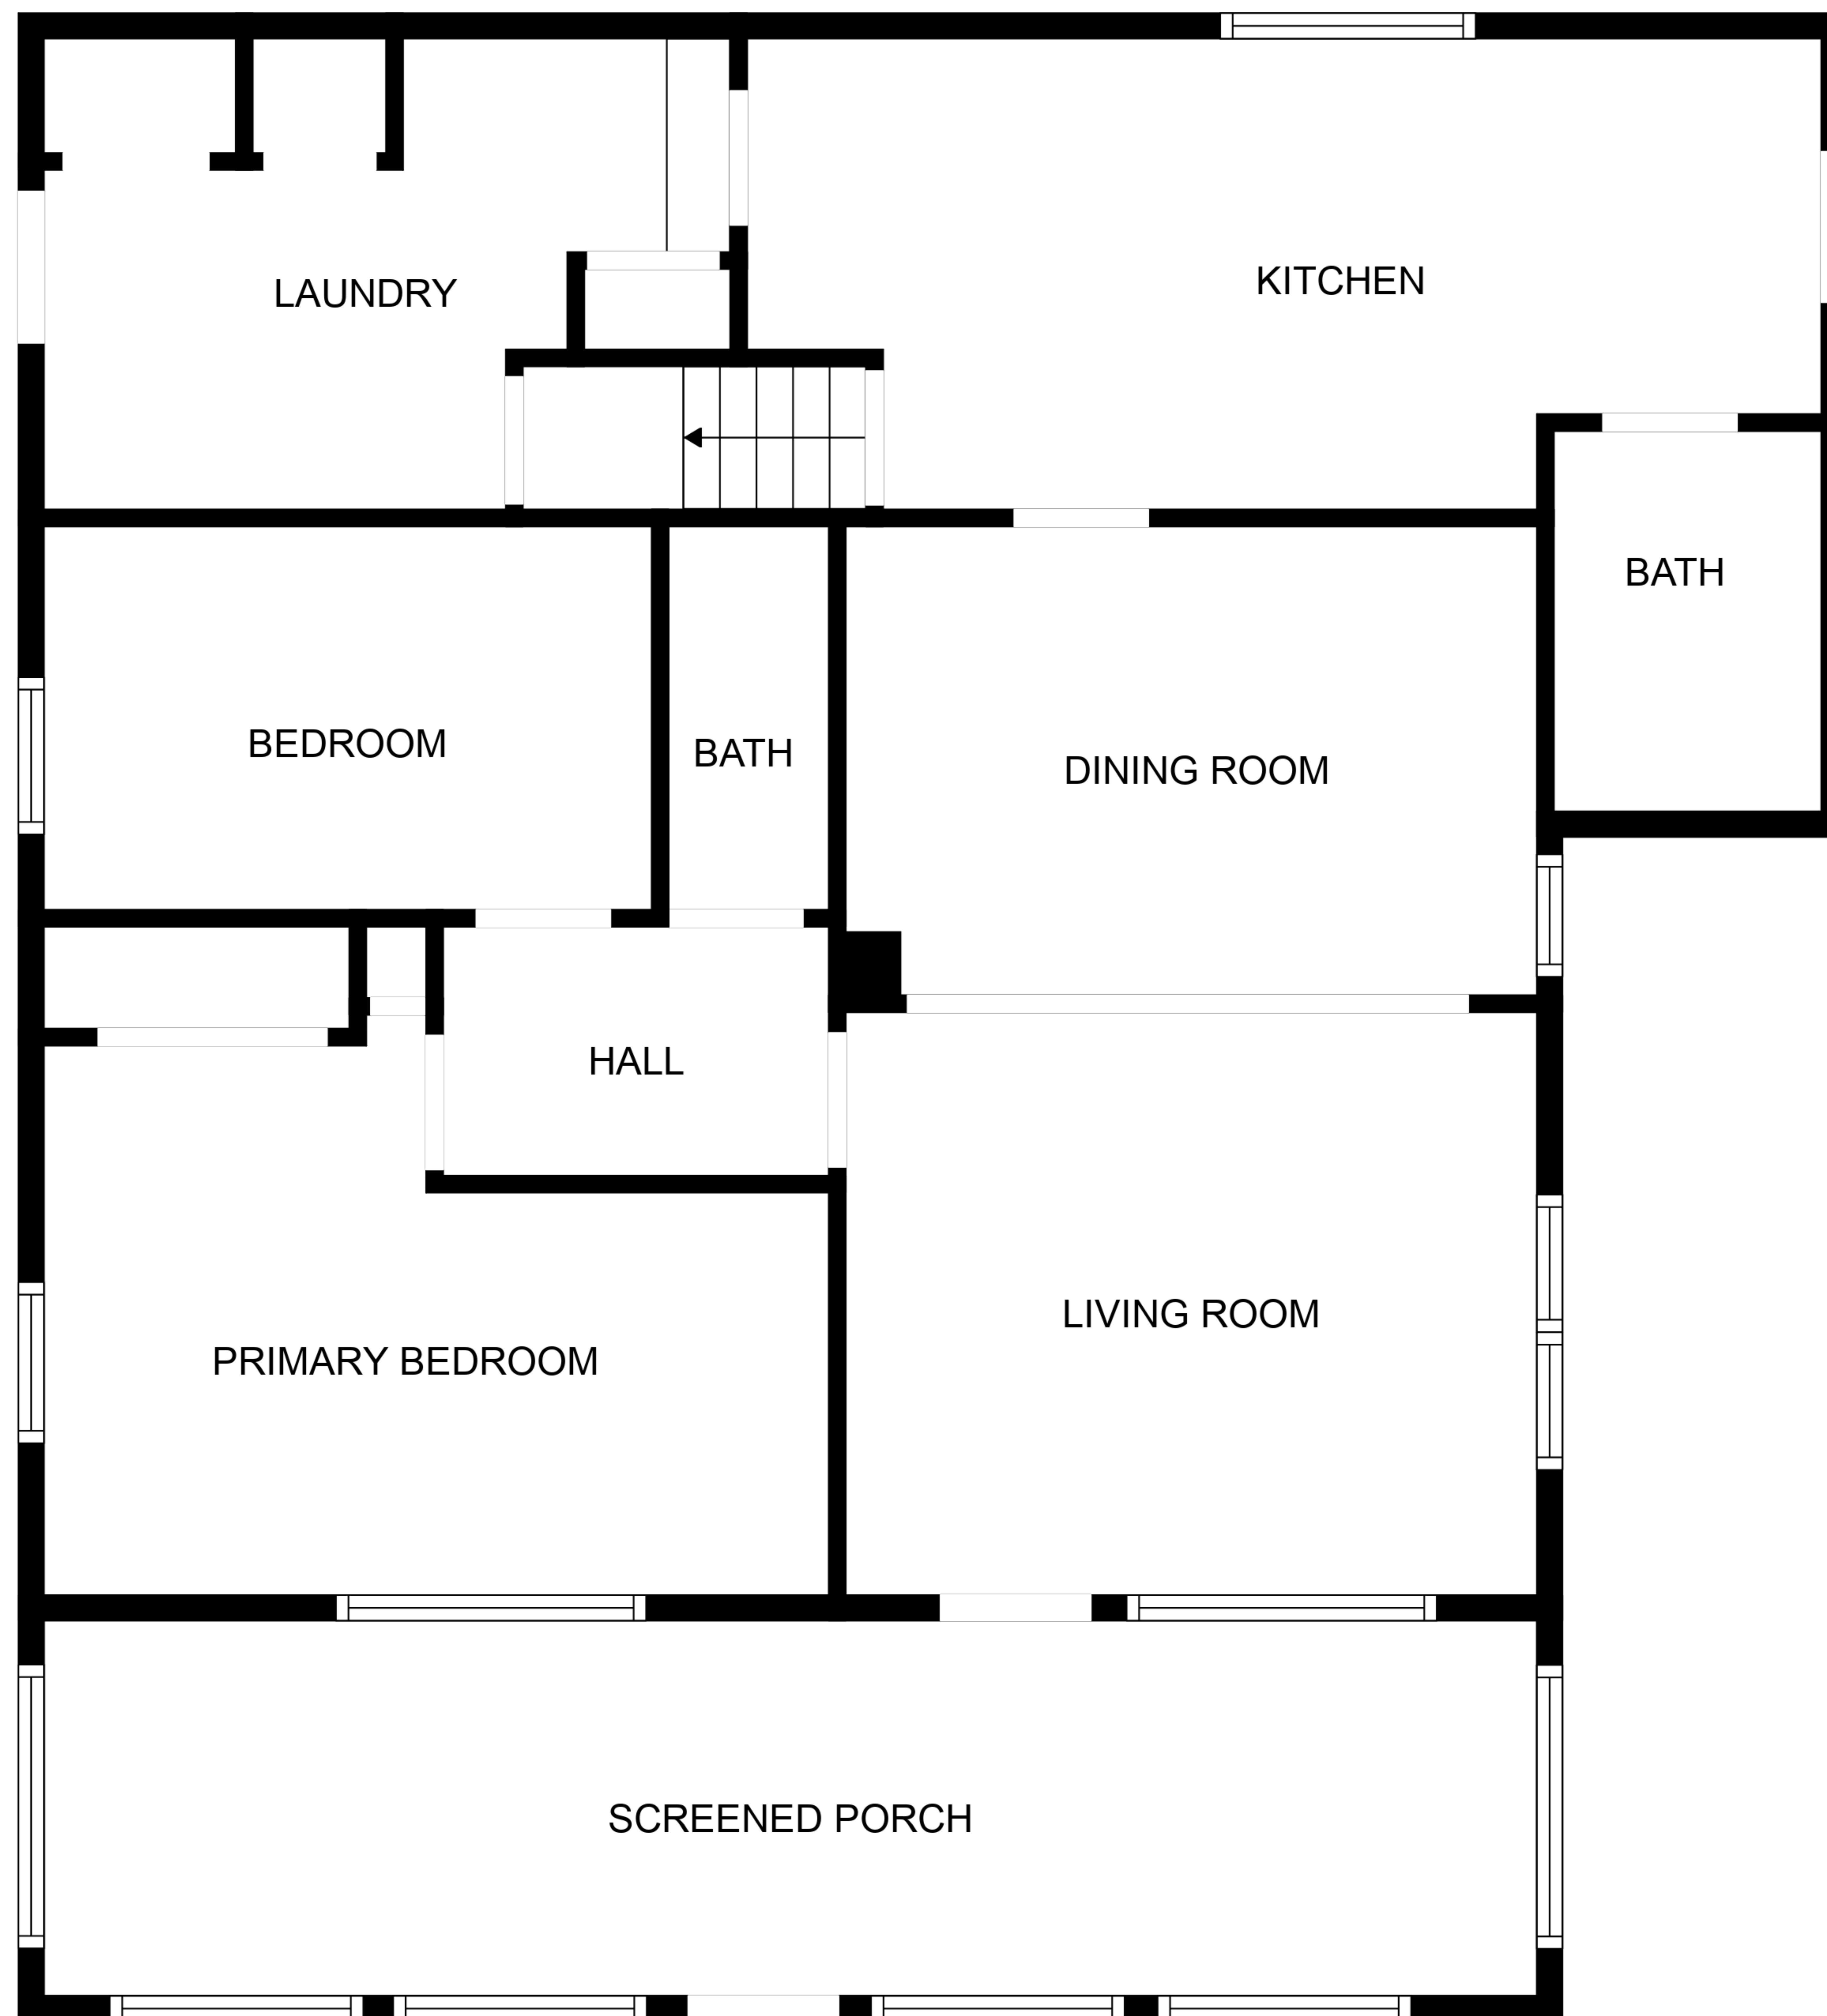 KITCHEN
LAUNDRY
BATH
BEDROOM
BATH
DINING ROOM
HALL
LIVING ROOM
PRIMARY BEDROOM
SCREENED PORCH